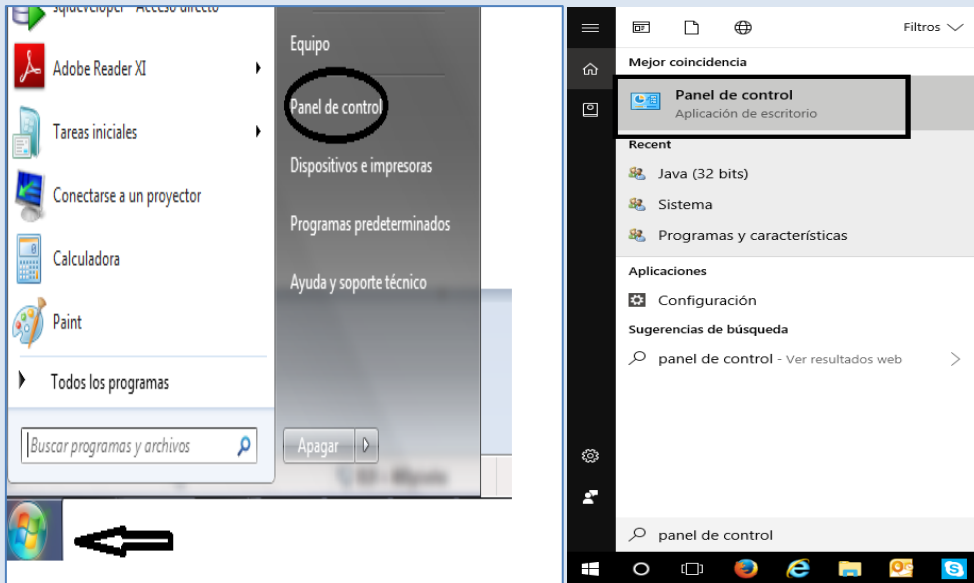 sqldeveloper - Acceso directo
Adobe Reader XI
Tareas iniciales
Conectarse a un proyector
Calculadora
Paint
Todos los programas
Buscar programas y archivos
Equipo
Panel de control
Dispositivos e impresoras
Programas predeterminados
Ayuda y soporte técnico
Apagar
Filtros
Mejor coincidencia
Panel de control
Aplicación de escritorio
Recent
Java (32 bits)
Sistema
Programas y características
Aplicaciones
Configuración
Sugerencias de búsqueda
panel de control - Ver resultados web
panel de control